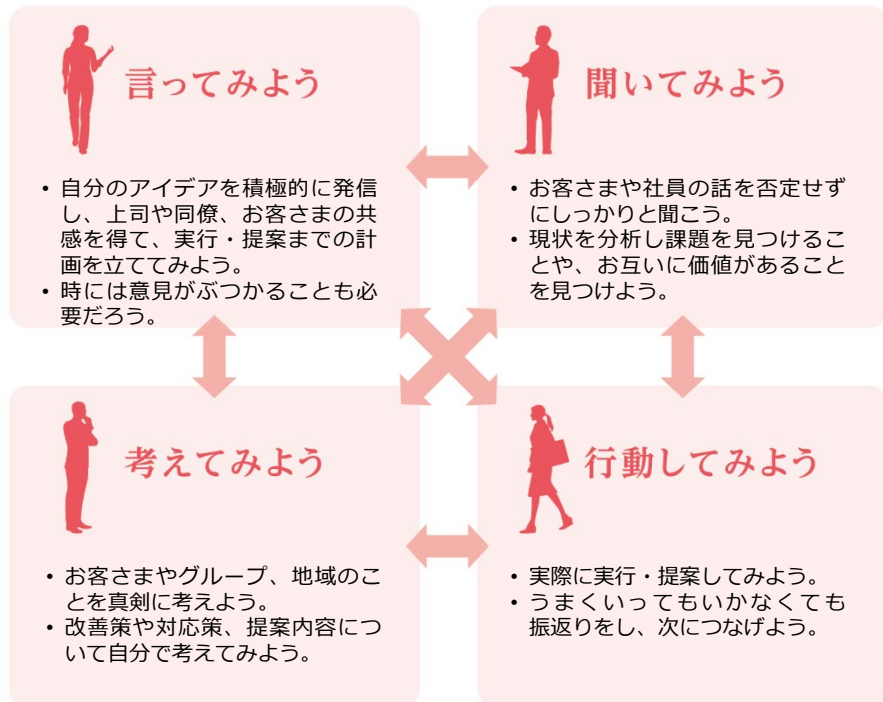 言ってみよう
• 自分のアイデアを積極的に発信
し、上司や同僚、お客さまの共
感を得て、実行・提案までの計
画を立ててみよう。
• 時には意見がぶつかることも必
要だろう。
聞いてみよう
• お客さまや社員の話を否定せず
にしっかりと聞こう。
• 現状を分析し課題を見つけるこ
とや、お互いに価値があること
を見つけよう。
考えてみよう
• お客さまやグループ、地域のこ
とを真剣に考えよう。
• 改善策や対応策、提案内容につ
いて自分で考えてみよう。
行動してみよう
• 実際に実行・提案してみよう。
• うまくいってもいかなくても
振返りをし、次につなげよう。